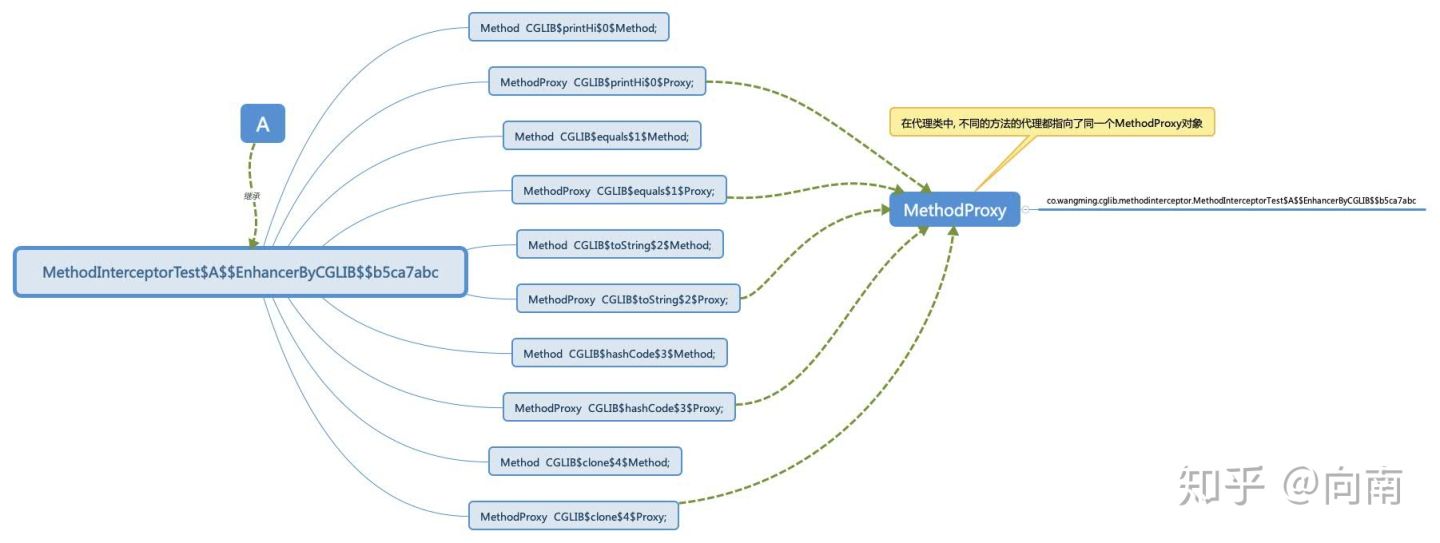 Method CGLIB$printHi$0$Method;
MethodProxy CGLIB$printHi$0$Proxy;
A
在代理类中, 不同的方法的代理都指向了同一个MethodProxy对象
Method CGLIB$equals$1$Method;
继承
MethodProxy CGLIB$equals$1$Proxy;
MethodProxy
co.wangming.cglib.methodinterceptor.MethodInterceptorTest$A$$EnhancerByCGLIB$$b5ca7abc
Method CGLIB$toString$2$Method;
MethodInterceptorTest$A$$EnhancerByCGLIB$$b5ca7abc
MethodProxy CGLIB$toString$2$Proxy;
Method CGLIB$hashCode$3$Method;
MethodProxy CGLIB$hashCode$3$Proxy;
Method CGLIB$clone$4$Method;
MethodProxy CGLIB$clone$4$Proxy;
知乎 @向南